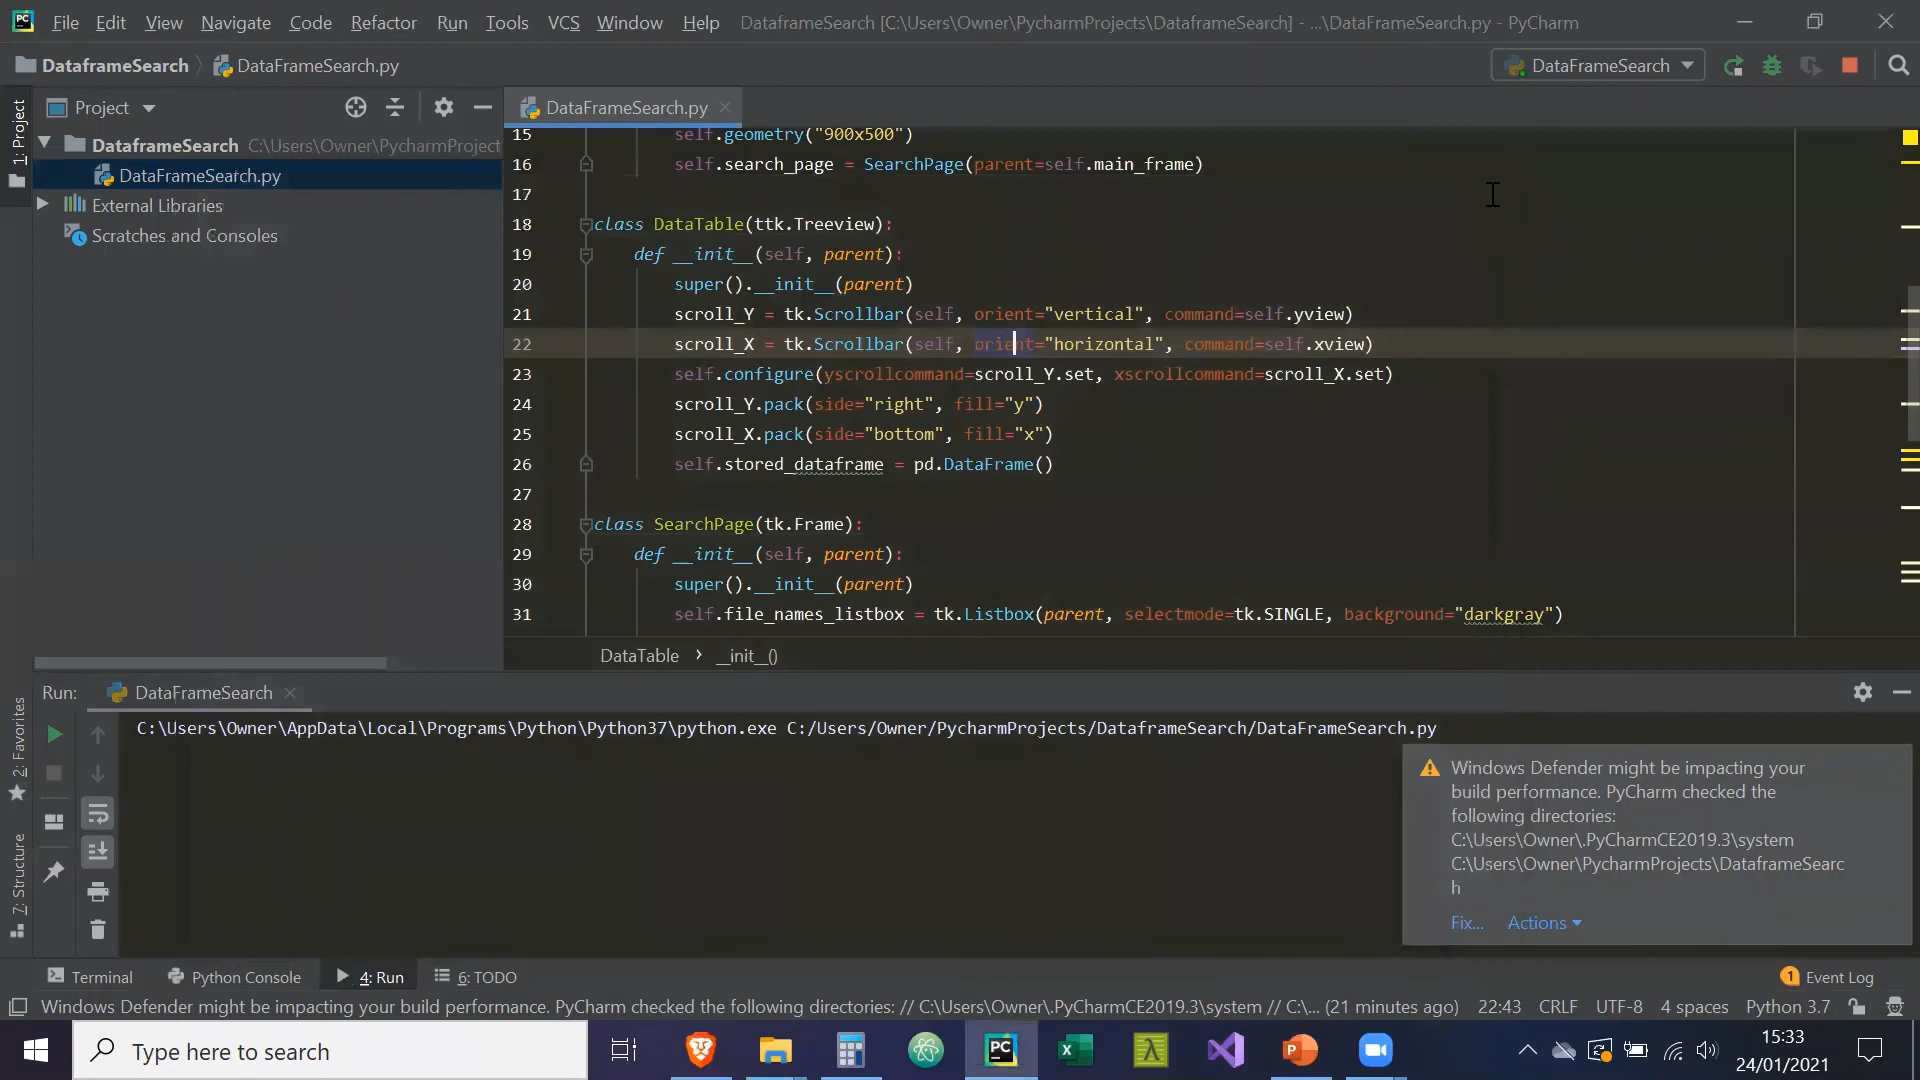 File Edit View Navigate Code Refactor Run Tools VCS Window Help DataframeSearch [C:\Users\Owner\PycharmProjects\DataframeSearch] - ...\DataFrameSearch.py - PyCharm
DataframeSearch DataFrameSearch.py DataFrameSearch
Project DataFrameSearch.py
1: Project
DataframeSearch C:\Users\Owner\PycharmProject
DataFrameSearch.py
External Libraries
Scratches and Consoles
15 self.geometry("900x500")
16 self.search_page = SearchPage(parent=self.main_frame)
17
18 class DataTable(ttk.Treeview):
19 def __init__(self, parent):
20 super().__init__(parent)
21 scroll_Y = tk.Scrollbar(self, orient="vertical", command=self.yview)
22 scroll_X = tk.Scrollbar(self, orient="horizontal", command=self.xview)
23 self.configure(yscrollcommand=scroll_Y.set, xscrollcommand=scroll_X.set)
24 scroll_Y.pack(side="right", fill="y")
25 scroll_X.pack(side="bottom", fill="x")
26 self.stored_dataframe = pd.DataFrame()
27
28 class SearchPage(tk.Frame):
29 def __init__(self, parent):
30 super().__init__(parent)
31 self.file_names_listbox = tk.Listbox(parent, selectmode=tk.SINGLE, background="darkgray")
DataTable › __init__()
Run: DataFrameSearch
C:\Users\Owner\AppData\Local\Programs\Python\Python37\python.exe C:/Users/Owner/PycharmProjects/DataframeSearch/DataFrameSearch.py
2: Favorites
7: Structure
Windows Defender might be impacting your
build performance. PyCharm checked the
following directories:
C:\Users\Owner\.PyCharmCE2019.3\system
C:\Users\Owner\PycharmProjects\DataframeSearc
h
Fix... Actions
Terminal Python Console 4: Run 6: TODO 1 Event Log
Windows Defender might be impacting your build performance. PyCharm checked the following directories: // C:\Users\Owner\.PyCharmCE2019.3\system // C:\... (21 minutes ago) 22:43 CRLF UTF-8 4 spaces Python 3.7
Type here to search
15:33
24/01/2021